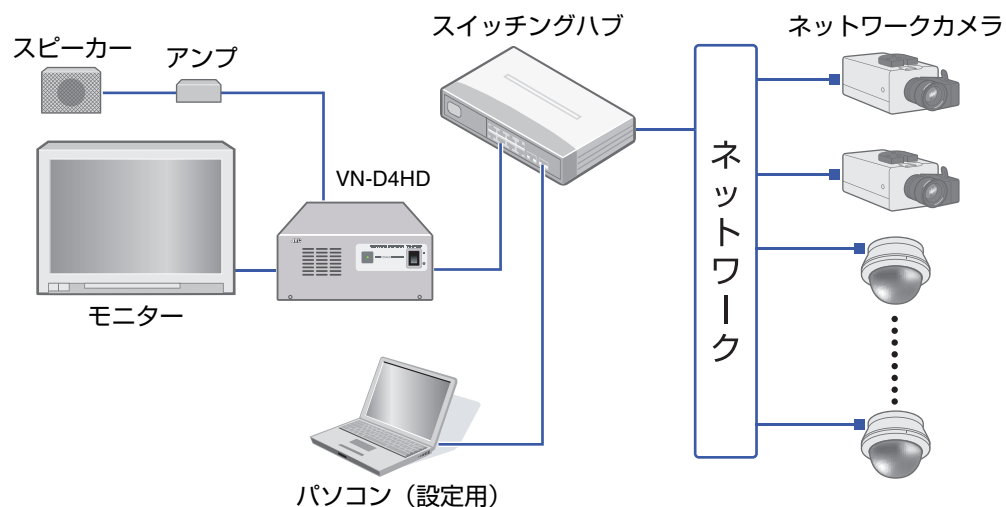 スイッチングハブ
ネットワークカメラ
スピーカー
アンプ
VN-D4HD
ネットワーク
モニター
パソコン（設定用）